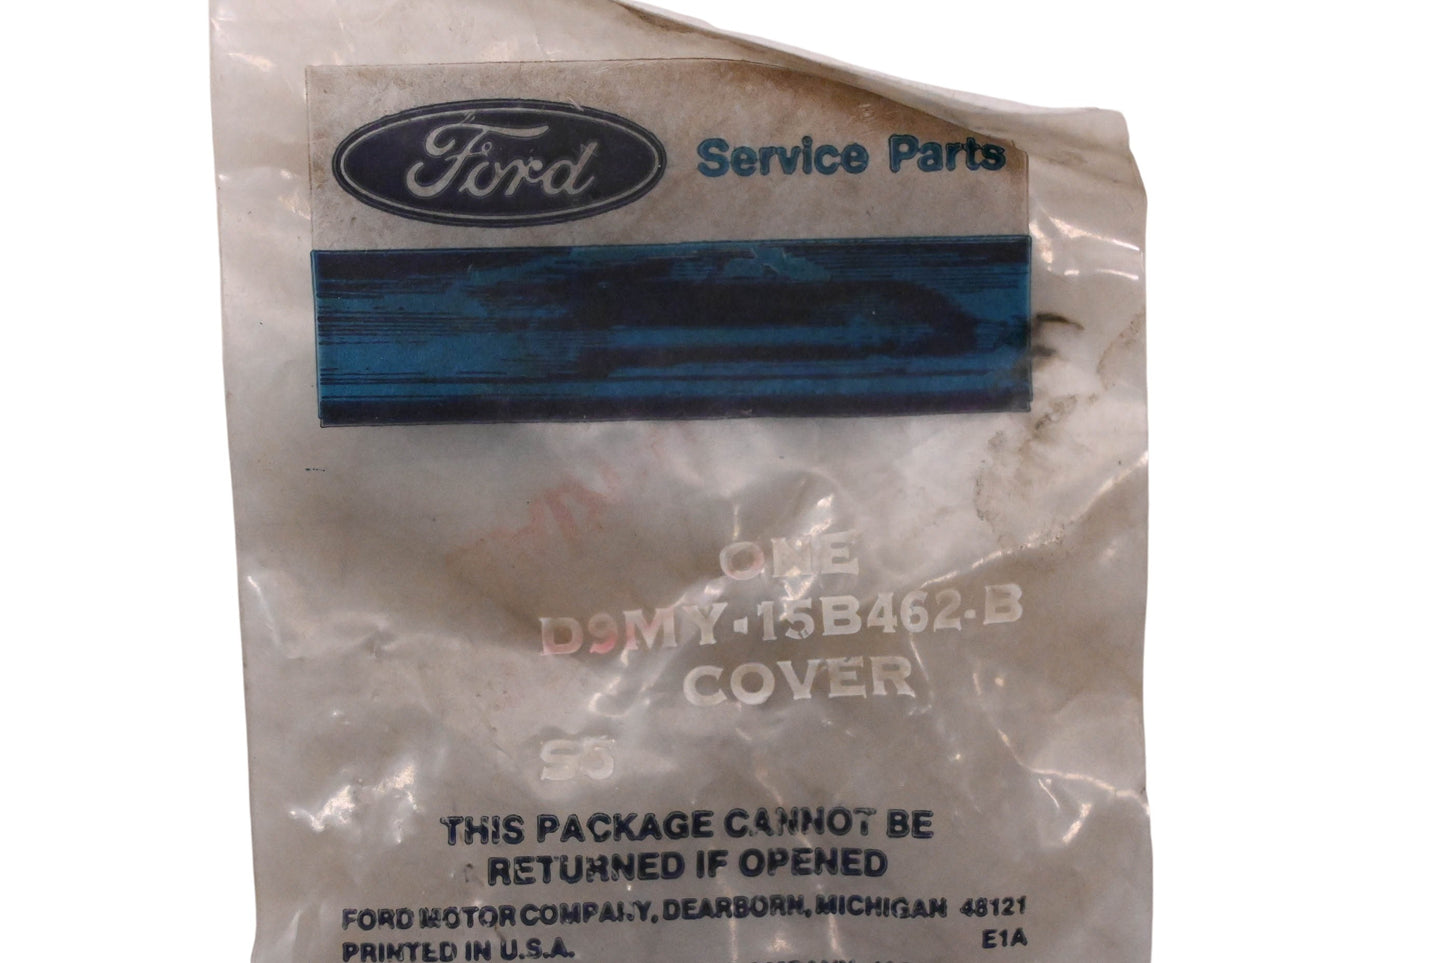 Ford Service Parts
ONE
D9MY-15B462-B
COVER
S5
THIS PACKAGE CANNOT BE
RETURNED IF OPENED
FORD MOTOR COMPANY, DEARBORN, MICHIGAN 48121
PRINTED IN U.S.A. E1A